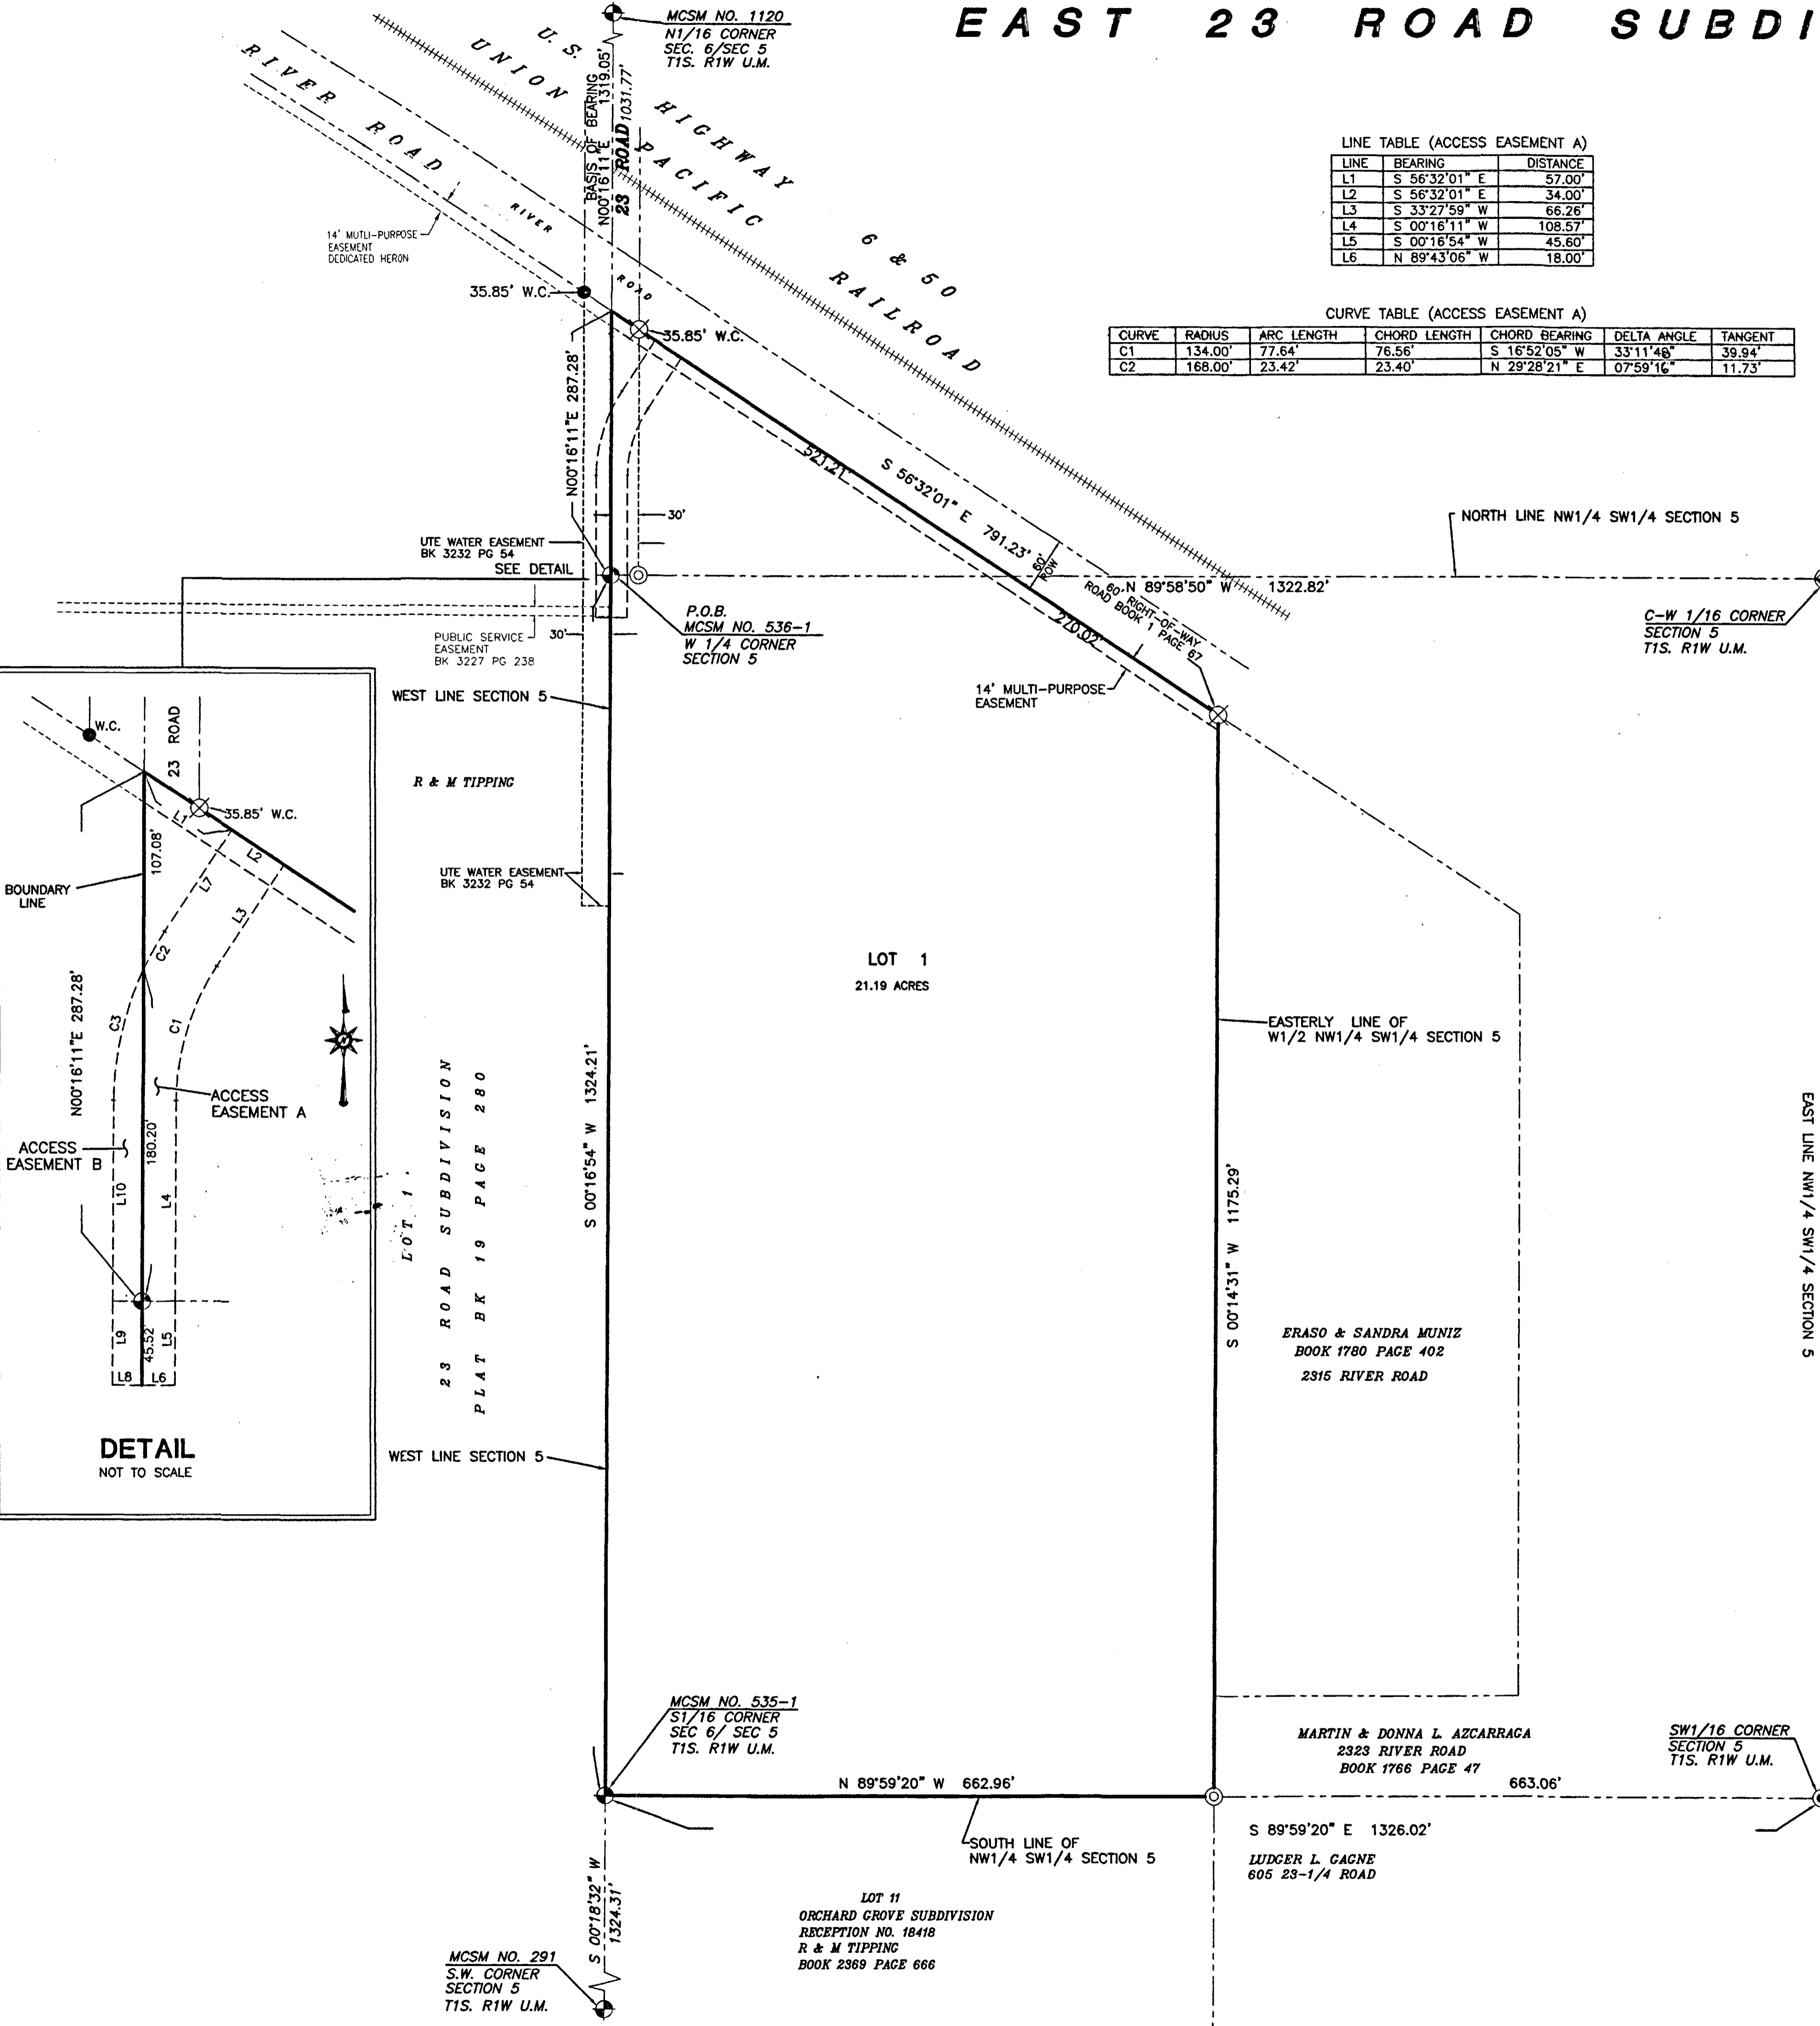 EAST 23 ROAD SUBDI
MCSM NO. 1120
N1/16 CORNER
SEC. 6/SEC 5
T1S. R1W U.M.
U.S. HIGHWAY 6 & 50
UNION PACIFIC RAILROAD
RIVER ROAD
RIVER ROAD
BASIS OF BEARING
N00°16'11"E 1319.05'
23 ROAD
1031.77'
14' MUTLI-PURPOSE
EASEMENT
DEDICATED HERON
35.85' W.C.
35.85' W.C.
LINE TABLE (ACCESS EASEMENT A)
LINE BEARING DISTANCE
L1 S 56°32'01" E 57.00'
L2 S 56°32'01" E 34.00'
L3 S 33°27'59" W 66.26'
L4 S 00°16'11" W 108.57'
L5 S 00°16'54" W 45.60'
L6 N 89°43'06" W 18.00'
CURVE TABLE (ACCESS EASEMENT A)
CURVE RADIUS ARC LENGTH CHORD LENGTH CHORD BEARING DELTA ANGLE TANGENT
C1 134.00' 77.64' 76.56' S 16°52'05" W 33°11'48" 39.94'
C2 168.00' 23.42' 23.40' N 29°28'21" E 07°59'16" 11.73'
N00°16'11"E 287.28'
521.21'
S 56°32'01" E 791.23'
60' ROW
270.02'
60' RIGHT-OF-WAY
ROAD BOOK 1 PAGE 67
30'
UTE WATER EASEMENT
BK 3232 PG 54
SEE DETAIL
NORTH LINE NW1/4 SW1/4 SECTION 5
N 89°58'50" W 1322.82'
C-W 1/16 CORNER
SECTION 5
T1S. R1W U.M.
P.O.B.
MCSM NO. 536-1
W 1/4 CORNER
SECTION 5
PUBLIC SERVICE
EASEMENT
BK 3227 PG 238
30'
14' MULTI-PURPOSE
EASEMENT
WEST LINE SECTION 5
R & M TIPPING
UTE WATER EASEMENT
BK 3232 PG 54
W.C.
23 ROAD
35.85' W.C.
L1
L2
107.08'
BOUNDARY
LINE
L7
L3
C2
C3
C1
N00°16'11"E 287.28'
ACCESS
EASEMENT A
ACCESS
EASEMENT B
180.20'
L10
L4
L9
45.52'
L5
L8
L6
DETAIL
NOT TO SCALE
LOT 1
21.19 ACRES
EASTERLY LINE OF
W1/2 NW1/4 SW1/4 SECTION 5
LOT 1
23 ROAD SUBDIVISION
PLAT BK 19 PAGE 280
S 00°16'54" W 1324.21'
S 00°14'31" W 1175.29'
EAST LINE NW1/4 SW1/4 SECTION 5
ERASO & SANDRA MUNIZ
BOOK 1780 PAGE 402
2315 RIVER ROAD
WEST LINE SECTION 5
MCSM NO. 535-1
S1/16 CORNER
SEC 6/ SEC 5
T1S. R1W U.M.
MARTIN & DONNA L. AZCARRAGA
2323 RIVER ROAD
BOOK 1766 PAGE 47
SW1/16 CORNER
SECTION 5
T1S. R1W U.M.
N 89°59'20" W 662.96'
663.06'
SOUTH LINE OF
NW1/4 SW1/4 SECTION 5
S 89°59'20" E 1326.02'
LUDGER L. GAGNE
605 23-1/4 ROAD
S 00°18'32" W
1324.31'
LOT 11
ORCHARD GROVE SUBDIVISION
RECEPTION NO. 18418
R & M TIPPING
BOOK 2369 PAGE 666
MCSM NO. 291
S.W. CORNER
SECTION 5
T1S. R1W U.M.